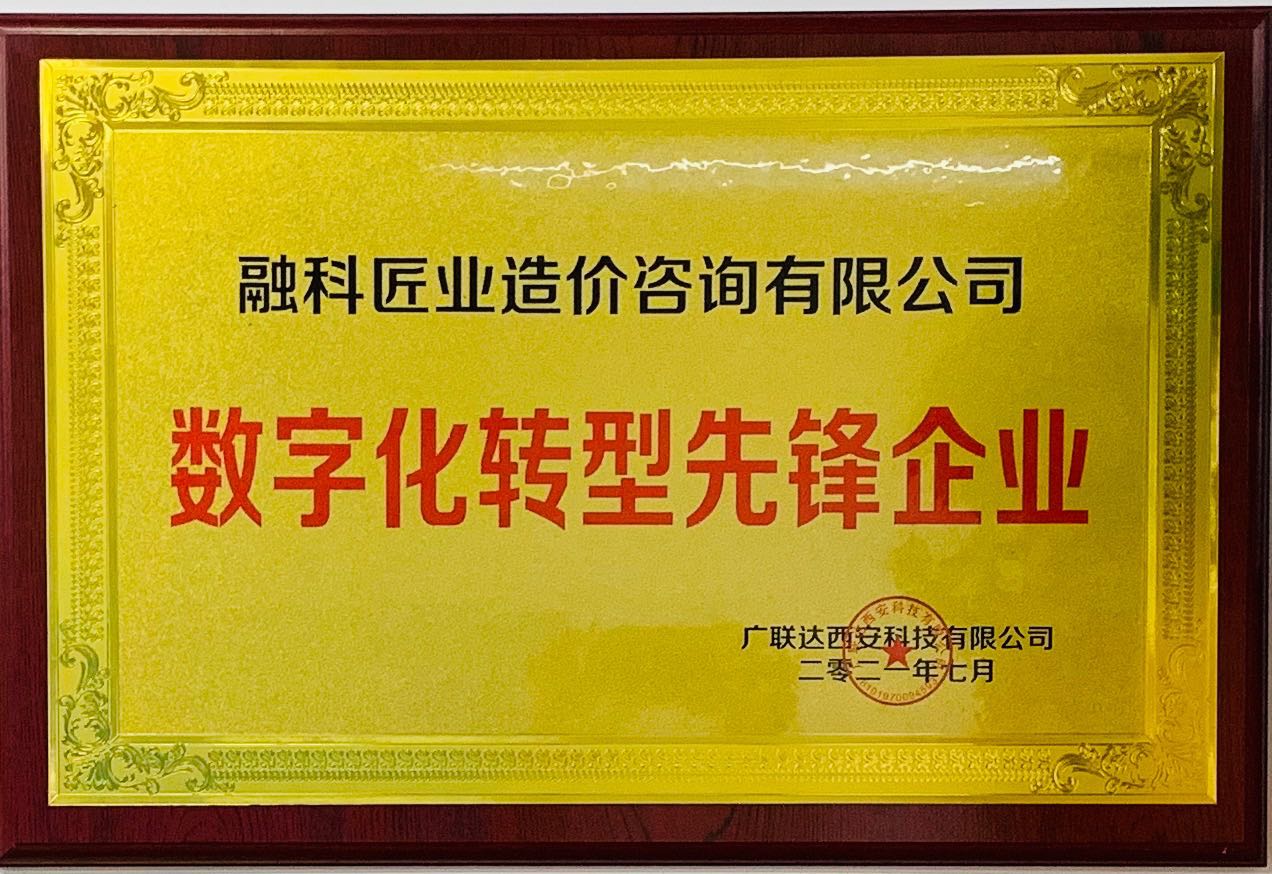 融科匠业造价咨询有限公司
数字化转型先锋企业
广联达西安科技有限公司
二零二一年七月